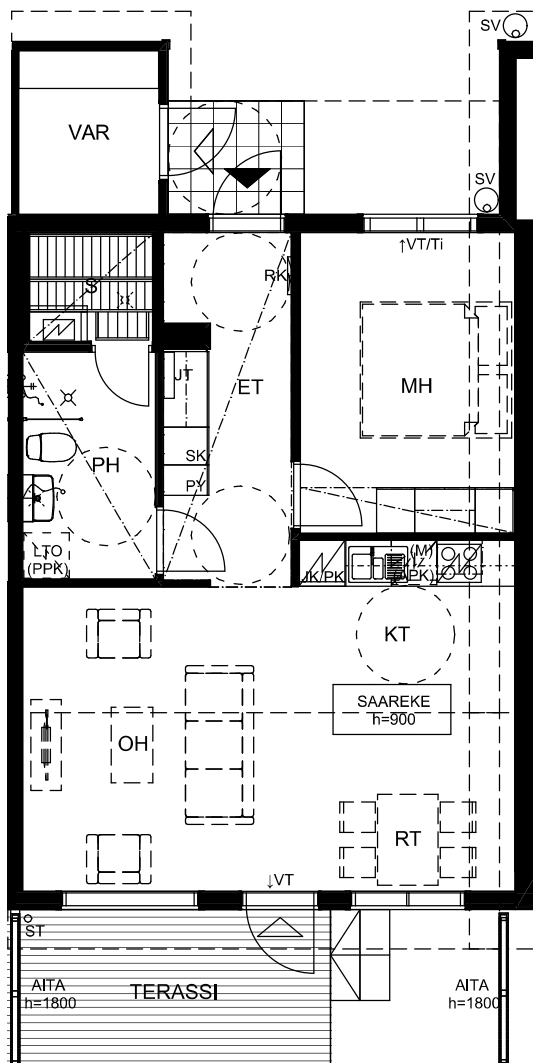 SV
VAR
SV
↑VT/Ti
RK
S
JT
ET
MH
SK
PH
PY
LTO
(PPK)
JK/PK
(M)
(APK)
KT
SAAREKE
h=900
OH
RT
↓VT
ST
AITA
h=1800
TERASSI
AITA
h=1800